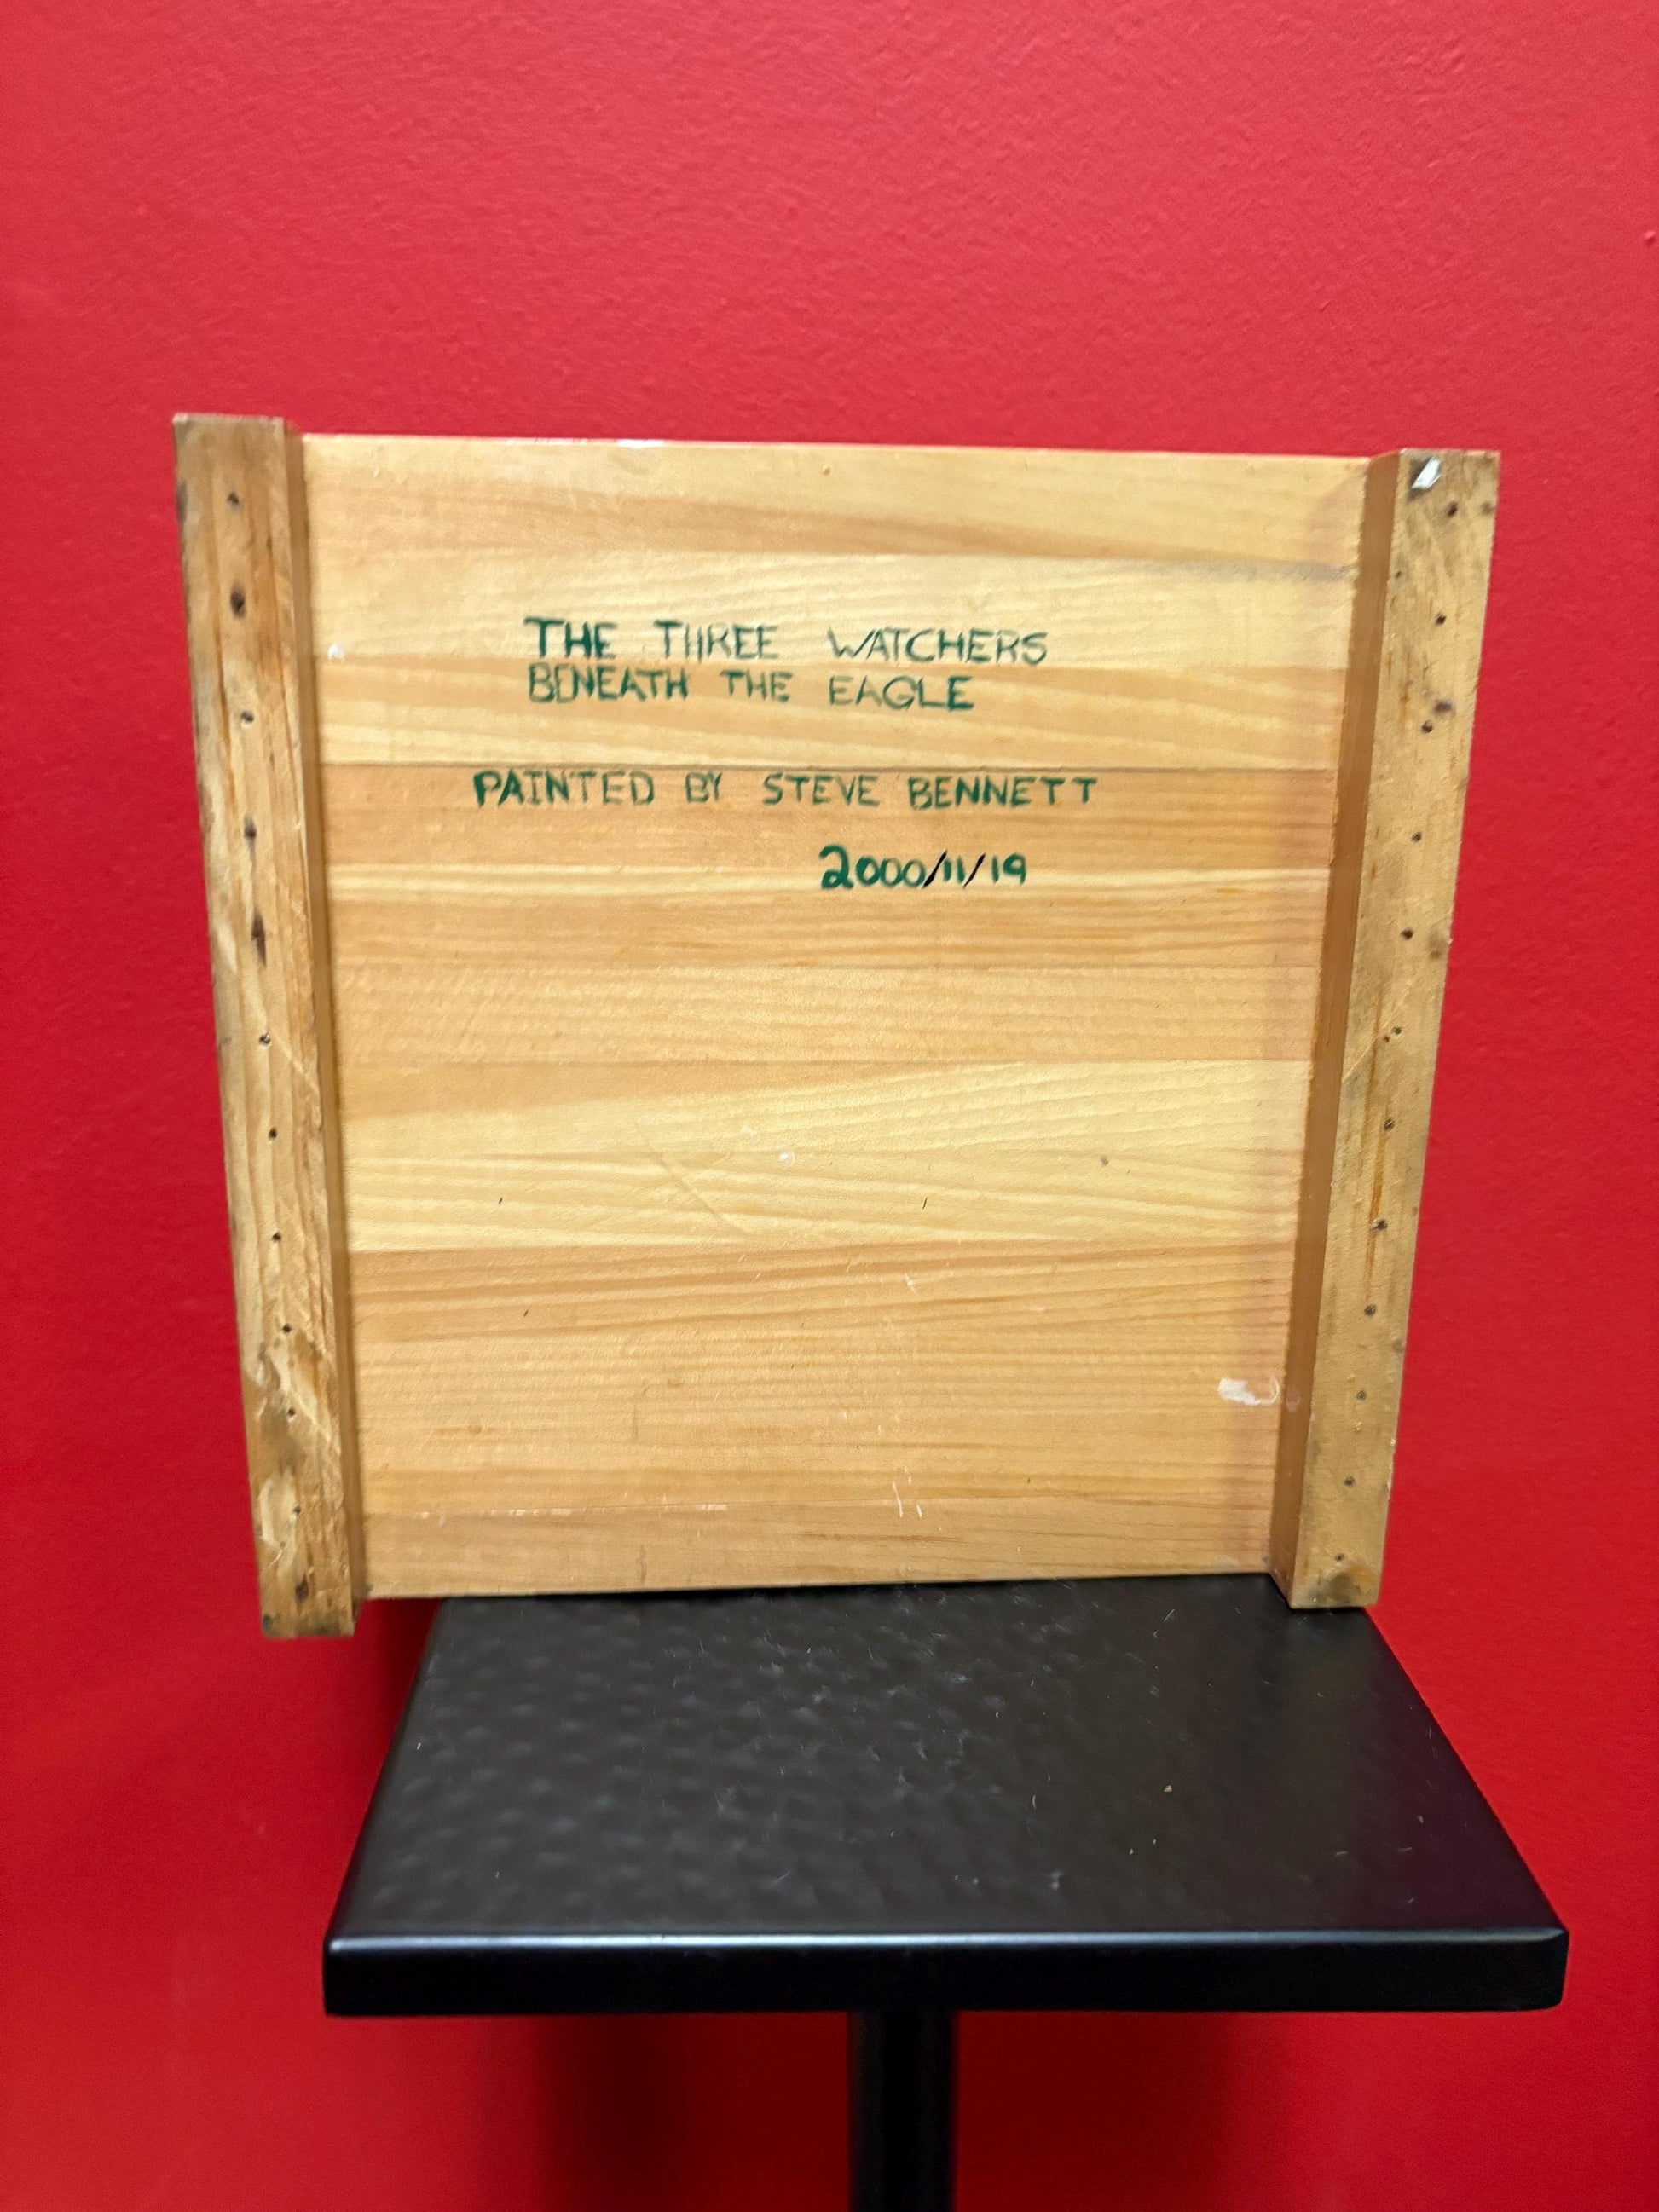 THE THREE WATCHERS
BENEATH THE EAGLE
PAINTED BY STEVE BENNETT
2000/11/19